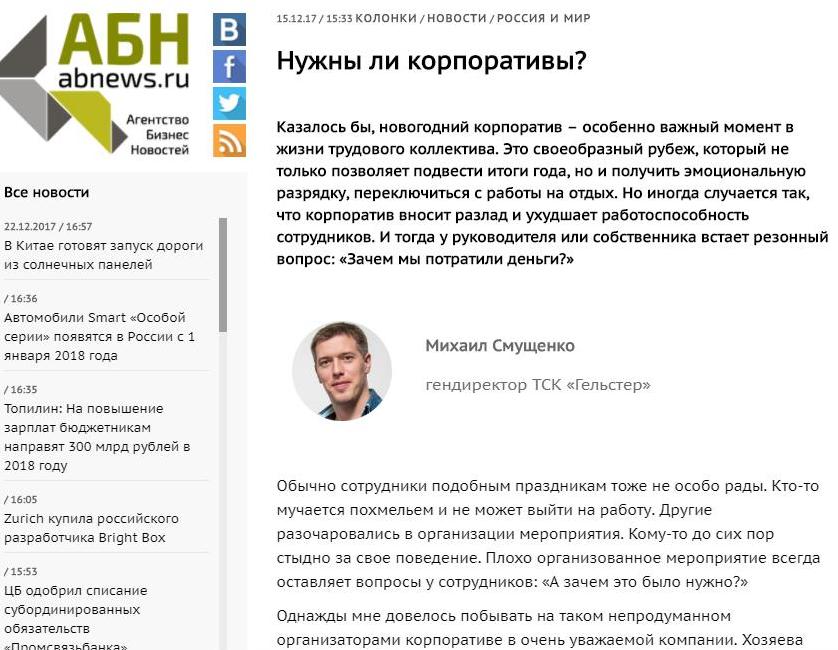 АБН
abnews.ru
Агентство
Бизнес
Новостей
B
f
Все новости
22.12.2017 / 16:57
В Китае готовят запуск дороги
из солнечных панелей
/ 16:36
Автомобили Smart «Особой
серии» появятся в России с 1
января 2018 года
/ 16:35
Топилин: На повышение
зарплат бюджетникам
направят 300 млрд рублей в
2018 году
/ 16:05
Zurich купила российского
разработчика Bright Box
/ 15:53
ЦБ одобрил списание
субординированных
обязательств
«Промсвязьбанка»
15.12.17 / 15:33 КОЛОНКИ / НОВОСТИ / РОССИЯ И МИР
Нужны ли корпоративы?
Казалось бы, новогодний корпоратив – особенно важный момент в
жизни трудового коллектива. Это своеобразный рубеж, который не
только позволяет подвести итоги года, но и получить эмоциональную
разрядку, переключиться с работы на отдых. Но иногда случается так,
что корпоратив вносит разлад и ухудшает работоспособность
сотрудников. И тогда у руководителя или собственника встает резонный
вопрос: «Зачем мы потратили деньги?»
Михаил Смущенко
гендиректор ТСК «Гельстер»
Обычно сотрудники подобным праздникам тоже не особо рады. Кто-то
мучается похмельем и не может выйти на работу. Другие
разочаровались в организации мероприятия. Кому-то до сих пор
стыдно за свое поведение. Плохо организованное мероприятие всегда
оставляет вопросы у сотрудников: «А зачем это было нужно?»
Однажды мне довелось побывать на таком непродуманном
организаторами корпоративе в очень уважаемой компании. Хозяева